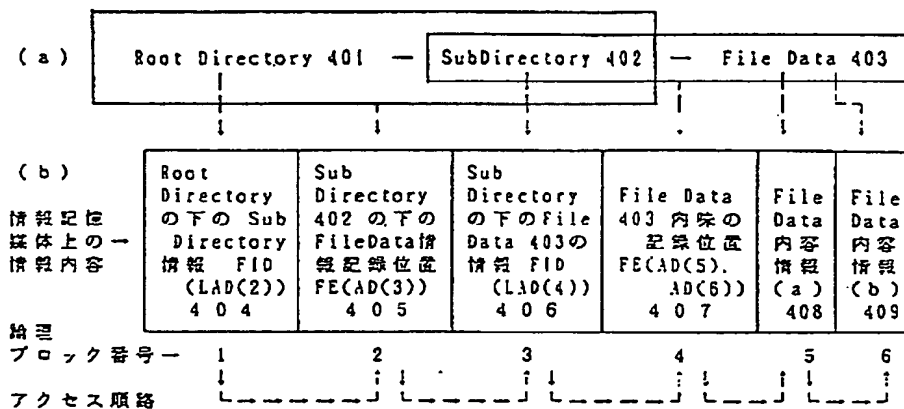 (a)
Root Directory 401 — SubDirectory 402 — File Data 403
(b)
情報記憶
媒体上の→
情報内容
Root
Directory
の下の Sub
Directory
情報 FID
(LAD(2))
404
Sub
Directory
402 の下の
FileData情
報記録位置
FE(AD(3))
405
Sub
Directory
の下のFile
Data 403の
情報 FID
(LAD(4))
406
File Data
403 内容の
記録位置
FE(AD(5),
AD(6))
407
File
Data
内容
情報
(a)
408
File
Data
内容
情報
(b)
409
論理
ブロック番号→ 1 2 3 4 5 6
アクセス順路